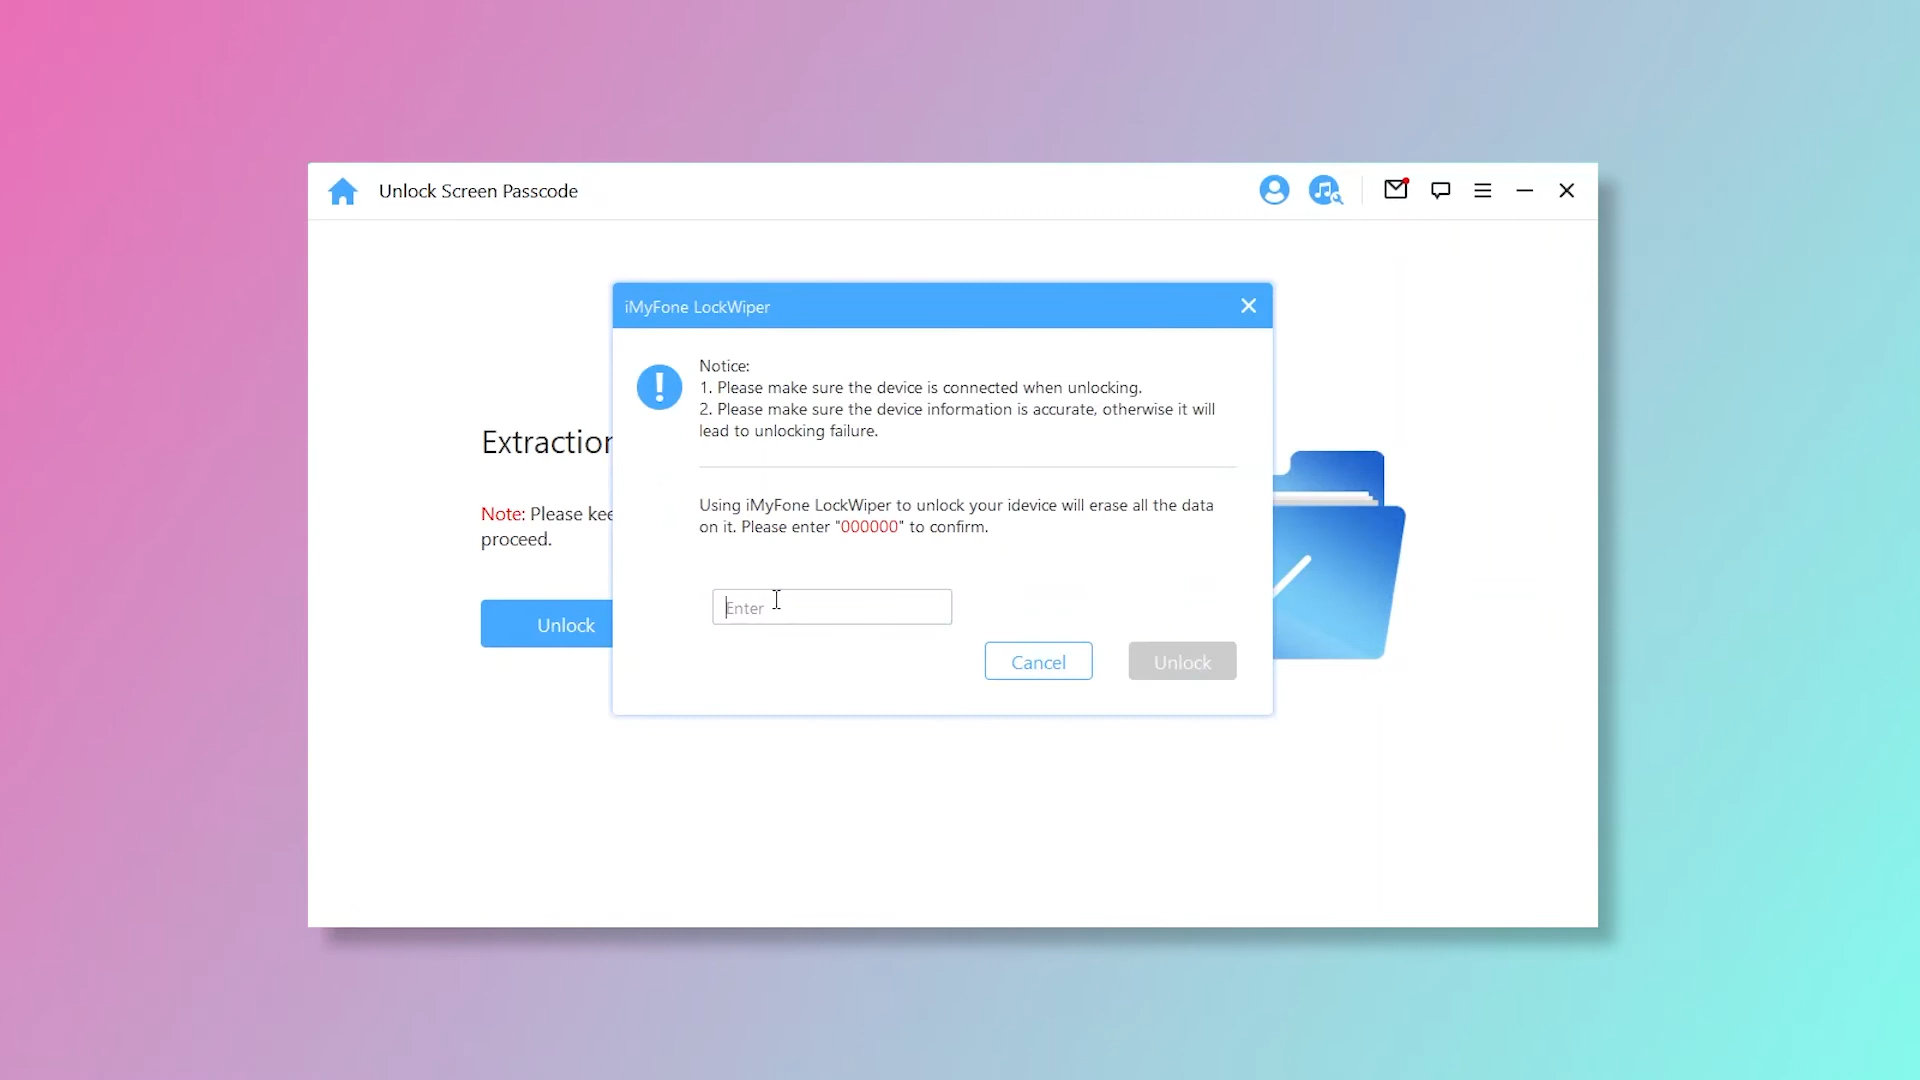 Unlock Screen Passcode
iMyFone LockWiper
Notice:
1. Please make sure the device is connected when unlocking.
2. Please make sure the device information is accurate, otherwise it will
lead to unlocking failure.
Extraction
Note: Please kee
proceed.
Using iMyFone LockWiper to unlock your idevice will erase all the data
on it. Please enter "000000" to confirm.
Enter
Unlock
Cancel
Unlock